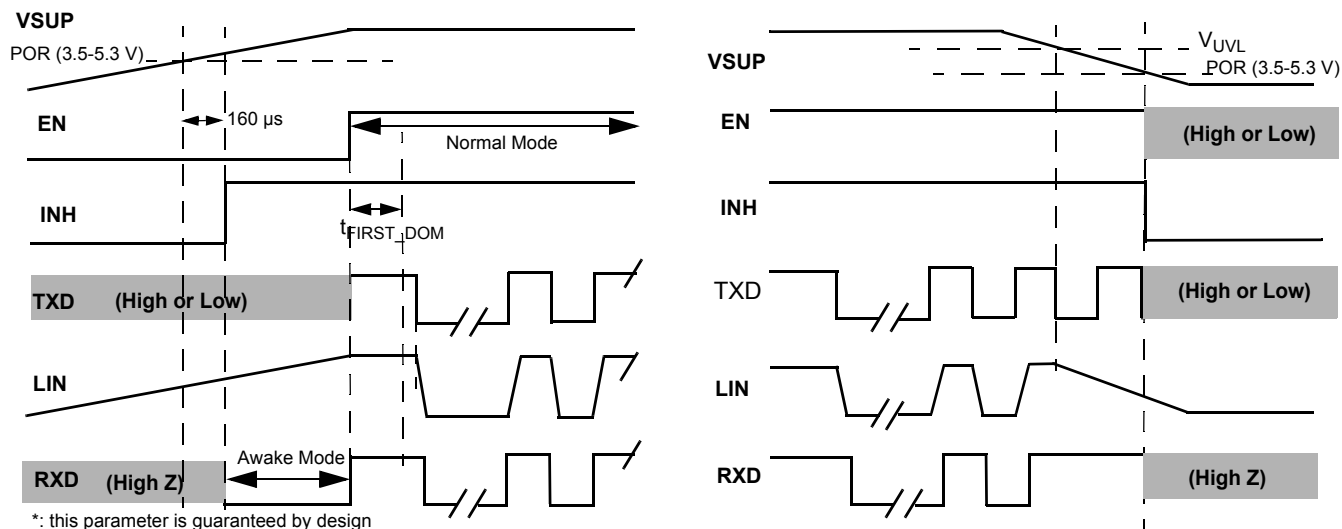 VSUP
POR (3.5-5.3 V)
160 µs
EN
Normal Mode
INH
tFIRST_DOM
TXD (High or Low)
LIN
Awake Mode
RXD (High Z)
*: this parameter is guaranteed by design
VUVL
VSUP
POR (3.5-5.3 V)
EN
(High or Low)
INH
TXD
(High or Low)
LIN
RXD
(High Z)